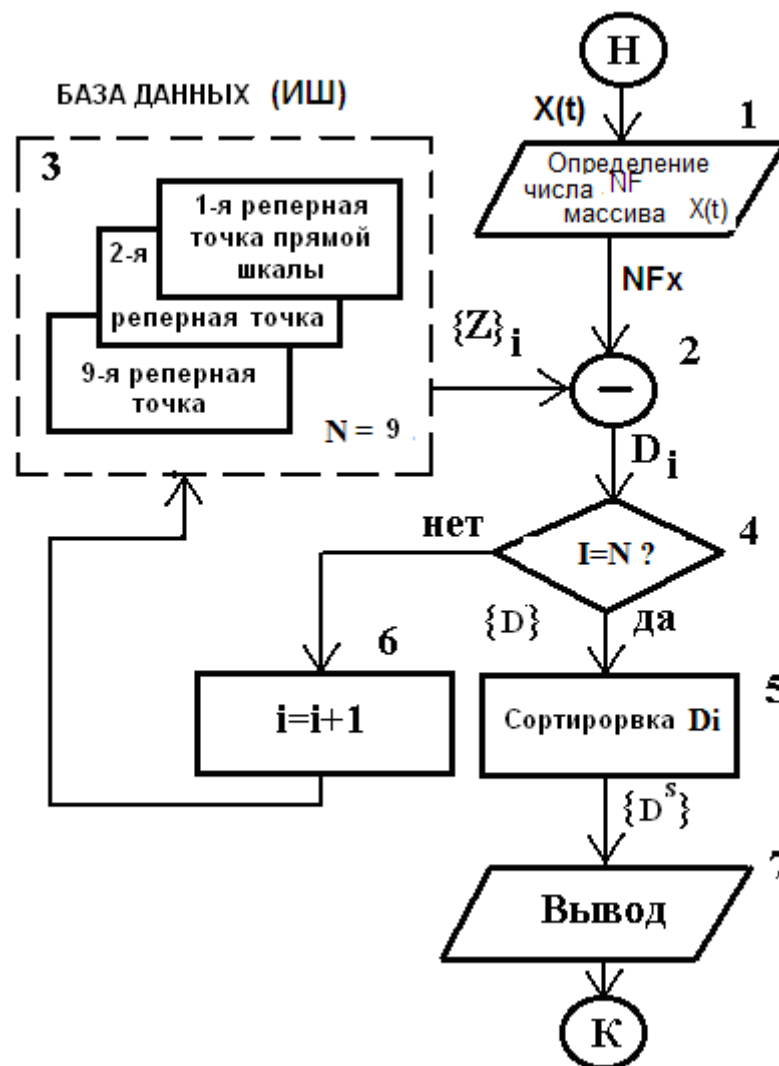 Н
БАЗА ДАННЫХ (ИШ)
X(t)
1
3
Определение
числа NF
массива X(t)
1-я реперная
точка прямой
шкалы
2-я
реперная точка
9-я реперная
точка
N = 9
NFx
{Z}i
2
−
Di
нет
4
I=N ?
{D}
да
6
5
i=i+1
Сортирорвка Di
{D^s}
7
Вывод
К